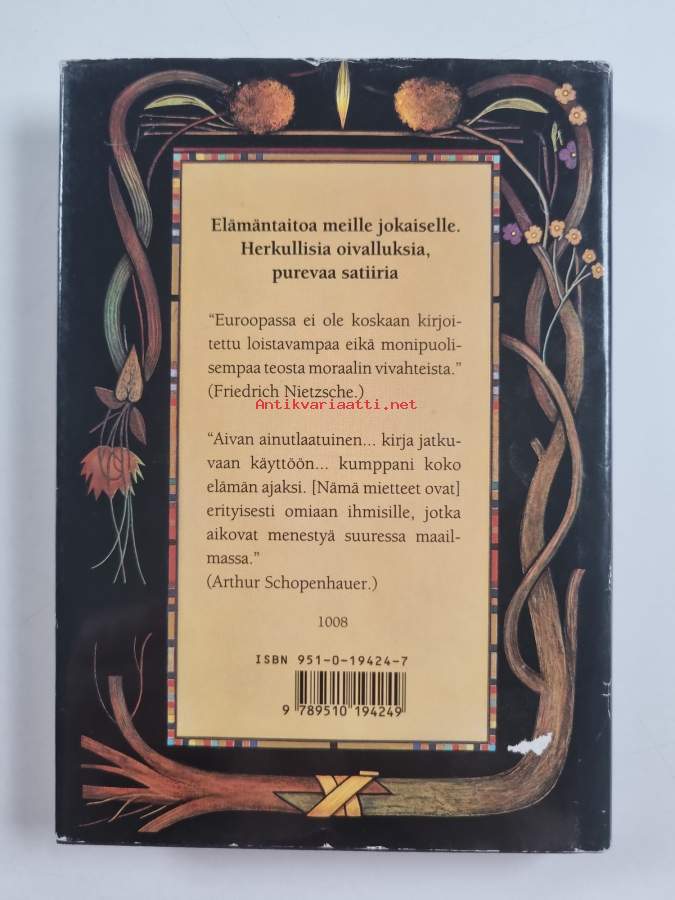 Elämäntaitoa meille jokaiselle.
Herkullisia oivalluksia,
purevaa satiiria
“Euroopassa ei ole koskaan kirjoi-
tettu loistavampaa eikä monipuoli-
sempaa teosta moraalin vivahteista.”
(Friedrich Nietzsche.)
Antikvariaatti.net
“Aivan ainutlaatuinen... kirja jatku-
vaan käyttöön... kumppani koko
elämän ajaksi. [Nämä mietteet ovat]
erityisesti omiaan ihmisille, jotka
aikovat menestyä suuressa maail-
massa.”
(Arthur Schopenhauer.)
1008
ISBN 951-0-19424-7
9 789510 194249